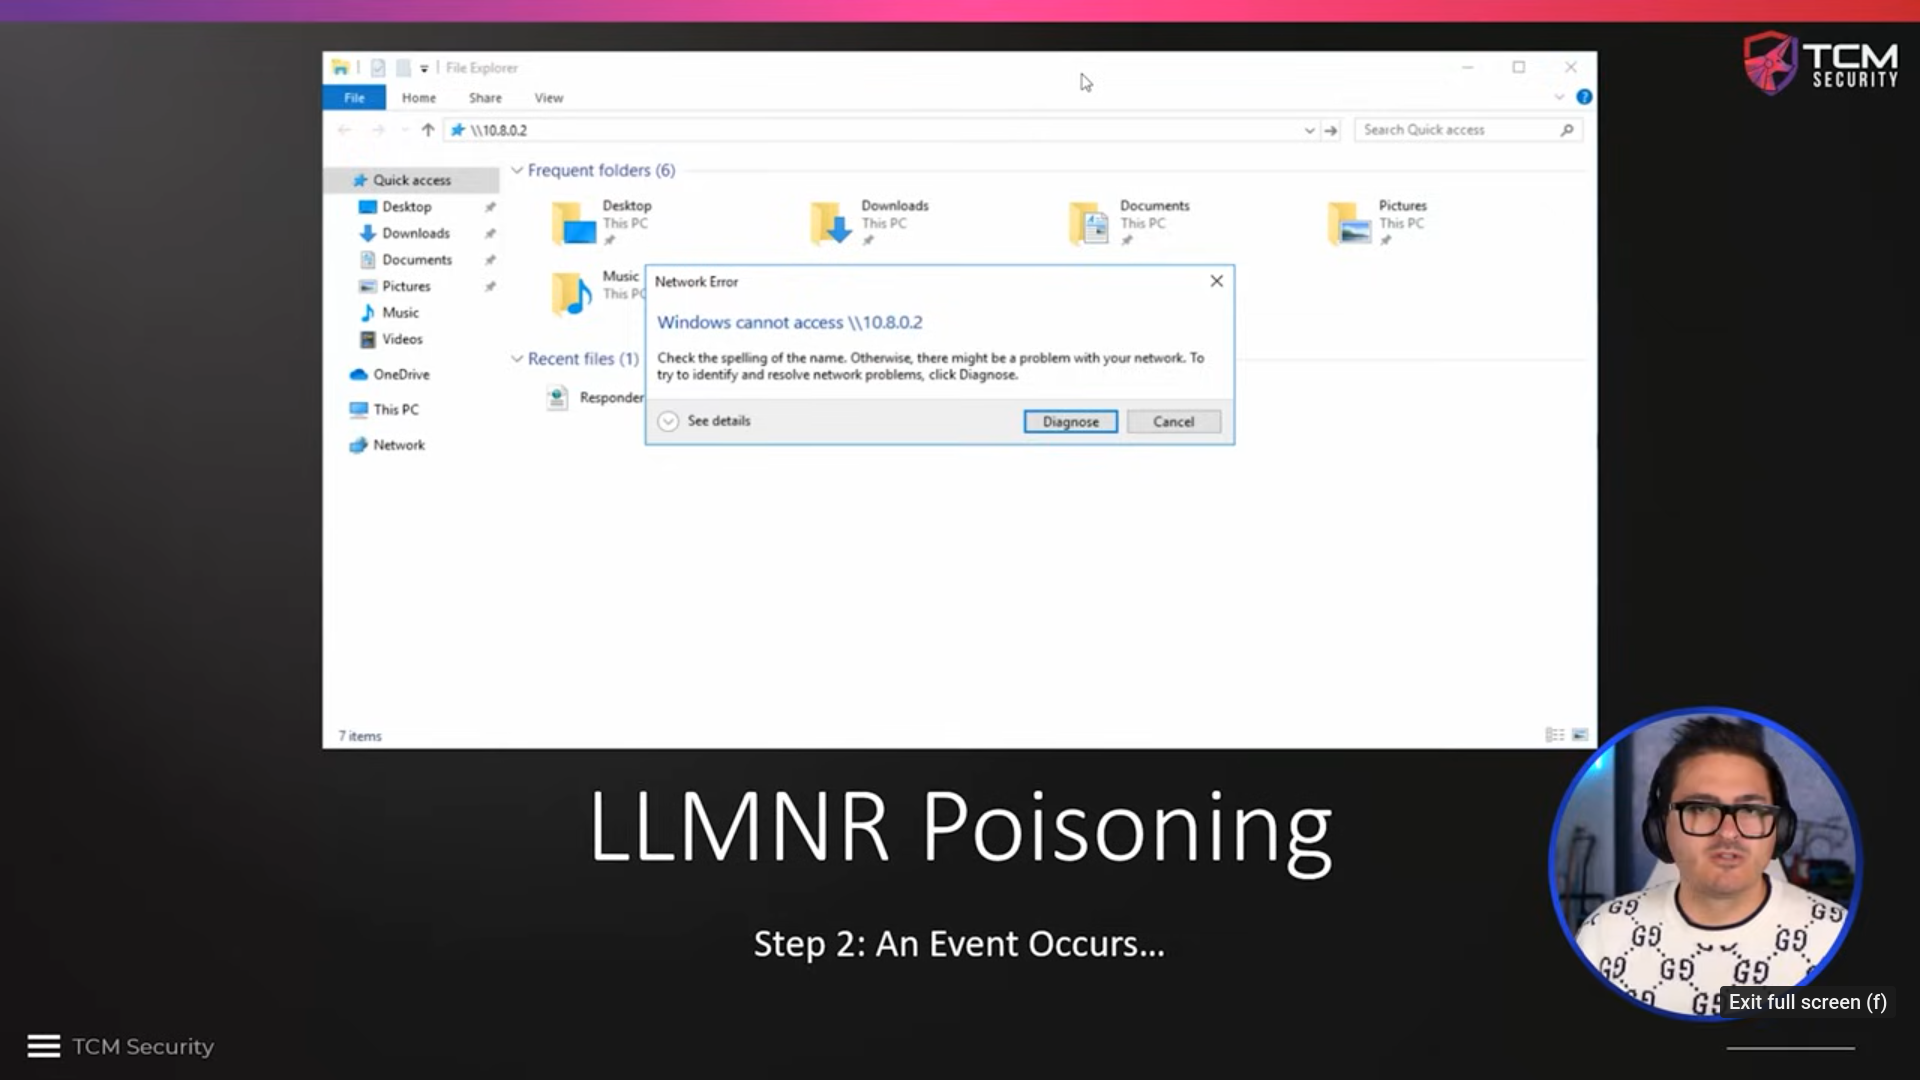 TCM
SECURITY
File Explorer
File Home Share View
\\10.8.0.2
Search Quick access
Quick access
Desktop
Downloads
Documents
Pictures
Music
Videos
OneDrive
This PC
Network
Frequent folders (6)
Desktop
This PC
Downloads
This PC
Documents
This PC
Pictures
This PC
Music
This PC
Recent files (1)
Responder
Network Error
Windows cannot access \\10.8.0.2
Check the spelling of the name. Otherwise, there might be a problem with your network. To
try to identify and resolve network problems, click Diagnose.
See details
Diagnose
Cancel
7 items
LLMNR Poisoning
Step 2: An Event Occurs...
Exit full screen (f)
TCM Security